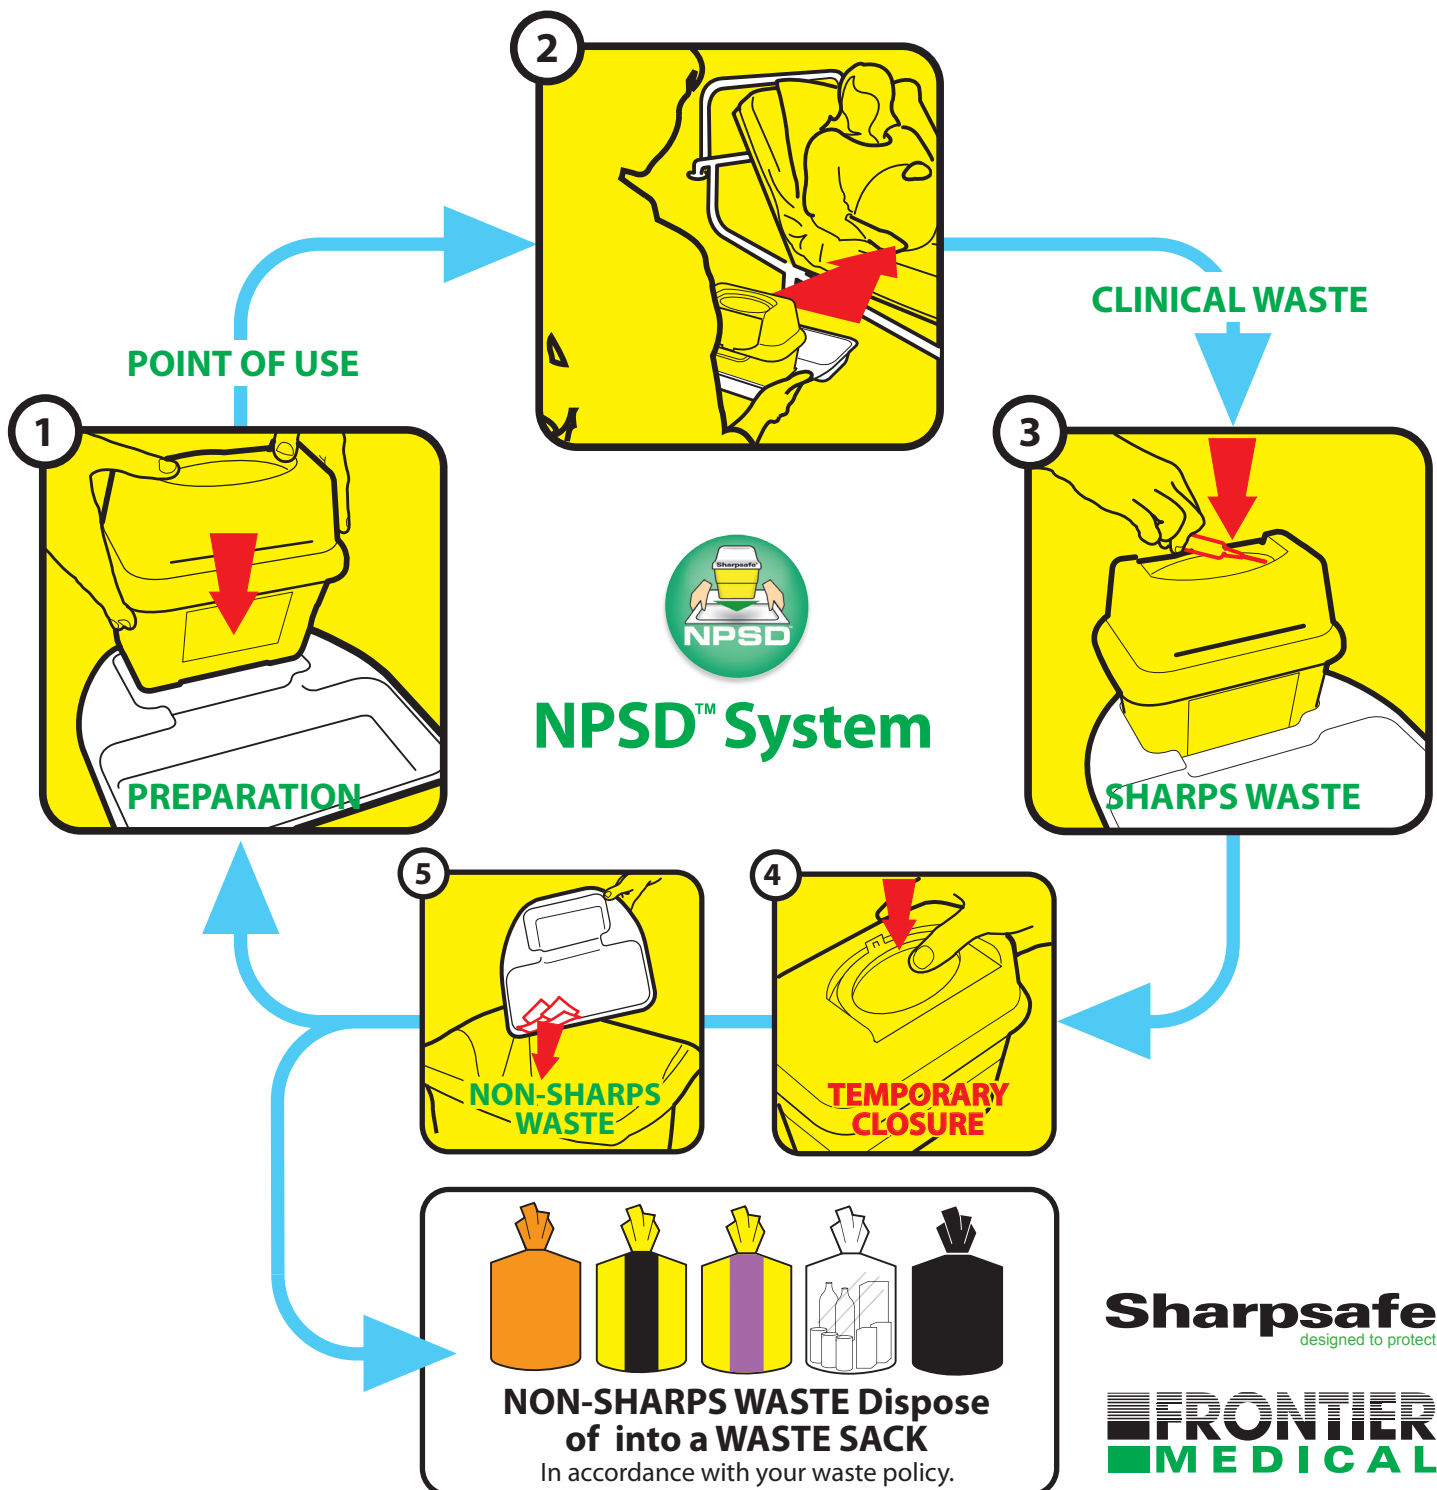 2
POINT OF USE
CLINICAL WASTE
1
PREPARATION
3
SHARPS WASTE
Sharpsafe
NPSD
NPSD™ System
5
NON-SHARPS
WASTE
4
TEMPORARY
CLOSURE
NON-SHARPS WASTE Dispose
of into a WASTE SACK
In accordance with your waste policy.
Sharpsafe
designed to protect
FRONTIER
MEDICAL